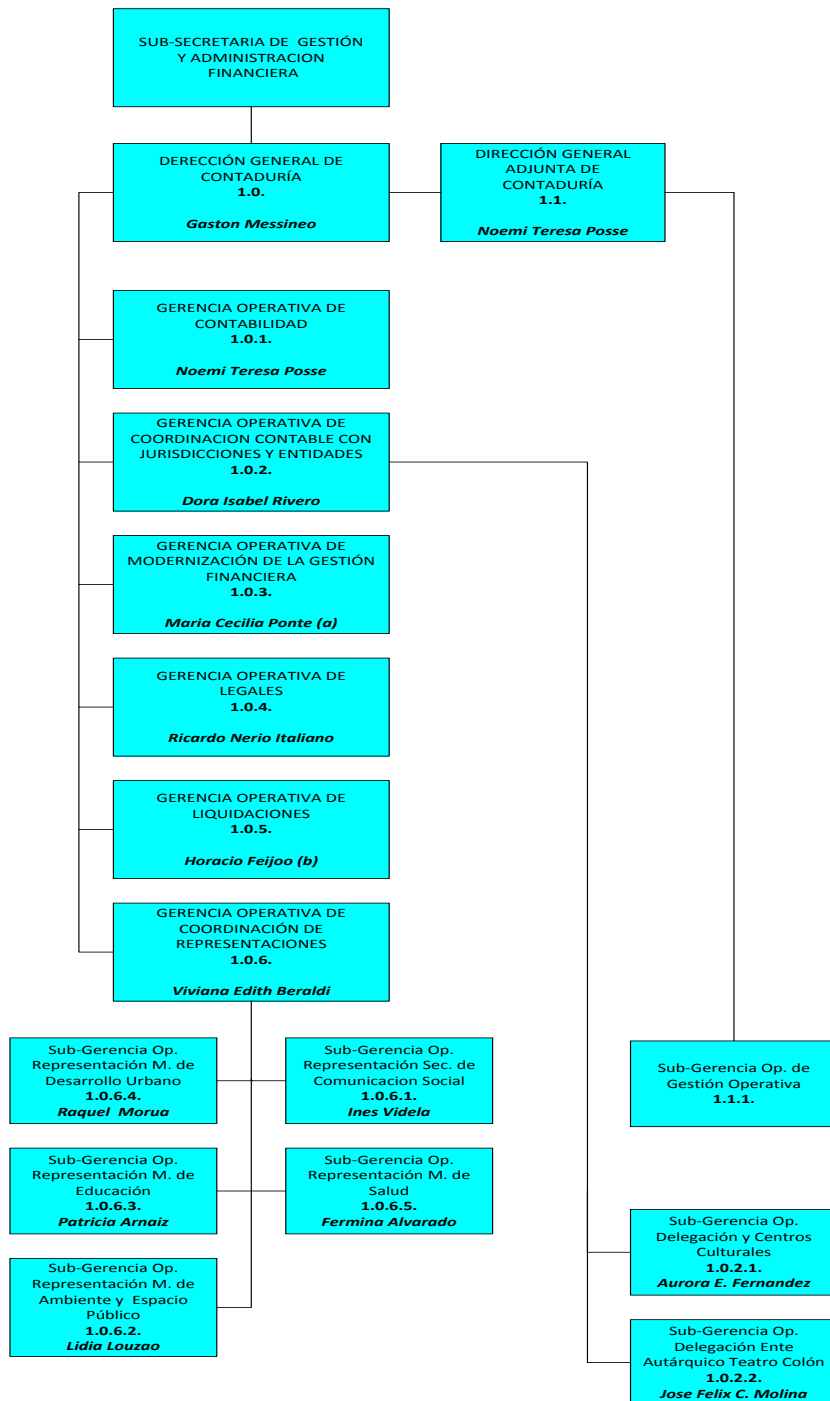 SUB-SECRETARIA DE GESTIÓN
Y ADMINISTRACION
FINANCIERA
DERECCIÓN GENERAL DE
CONTADURÍA
1.0.
Gaston Messineo
DIRECCIÓN GENERAL
ADJUNTA DE
CONTADURÍA
1.1.
Noemi Teresa Posse
GERENCIA OPERATIVA DE
CONTABILIDAD
1.0.1.
Noemi Teresa Posse
GERENCIA OPERATIVA DE
COORDINACION CONTABLE CON
JURISDICCIONES Y ENTIDADES
1.0.2.
Dora Isabel Rivero
GERENCIA OPERATIVA DE
MODERNIZACIÓN DE LA GESTIÓN
FINANCIERA
1.0.3.
Maria Cecilia Ponte (a)
GERENCIA OPERATIVA DE
LEGALES
1.0.4.
Ricardo Nerio Italiano
GERENCIA OPERATIVA DE
LIQUIDACIONES
1.0.5.
Horacio Feijoo (b)
GERENCIA OPERATIVA DE
COORDINACIÓN DE
REPRESENTACIONES
1.0.6.
Viviana Edith Beraldi
Sub-Gerencia Op.
Representación M. de
Desarrollo Urbano
1.0.6.4.
Raquel Morua
Sub-Gerencia Op.
Representación Sec. de
Comunicacion Social
1.0.6.1.
Ines Videla
Sub-Gerencia Op. de
Gestión Operativa
1.1.1.
Sub-Gerencia Op.
Representación M. de
Educación
1.0.6.3.
Patricia Arnaiz
Sub-Gerencia Op.
Representación M. de
Salud
1.0.6.5.
Fermina Alvarado
Sub-Gerencia Op.
Delegación y Centros
Culturales
1.0.2.1.
Aurora E. Fernandez
Sub-Gerencia Op.
Representación M. de
Ambiente y Espacio
Público
1.0.6.2.
Lidia Louzao
Sub-Gerencia Op.
Delegación Ente
Autárquico Teatro Colón
1.0.2.2.
Jose Felix C. Molina